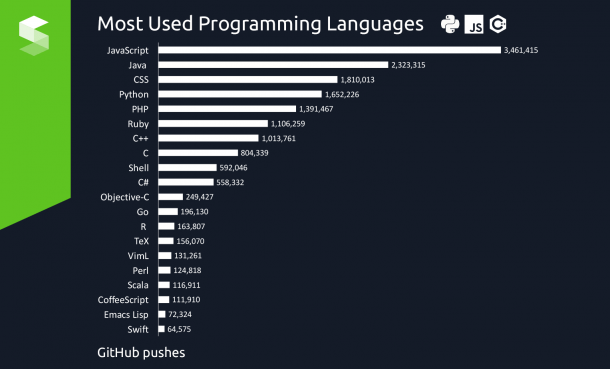 Most Used Programming Languages
JS
JavaScript 3,461,415
Java 2,323,315
CSS 1,810,013
Python 1,652,226
PHP 1,391,467
Ruby 1,106,259
C++ 1,013,761
C 804,339
Shell 592,046
C# 558,332
Objective-C 249,427
Go 196,130
R 163,807
TeX 156,070
VimL 131,261
Perl 124,818
Scala 116,911
CoffeeScript 111,910
Emacs Lisp 72,324
Swift 64,575
GitHub pushes